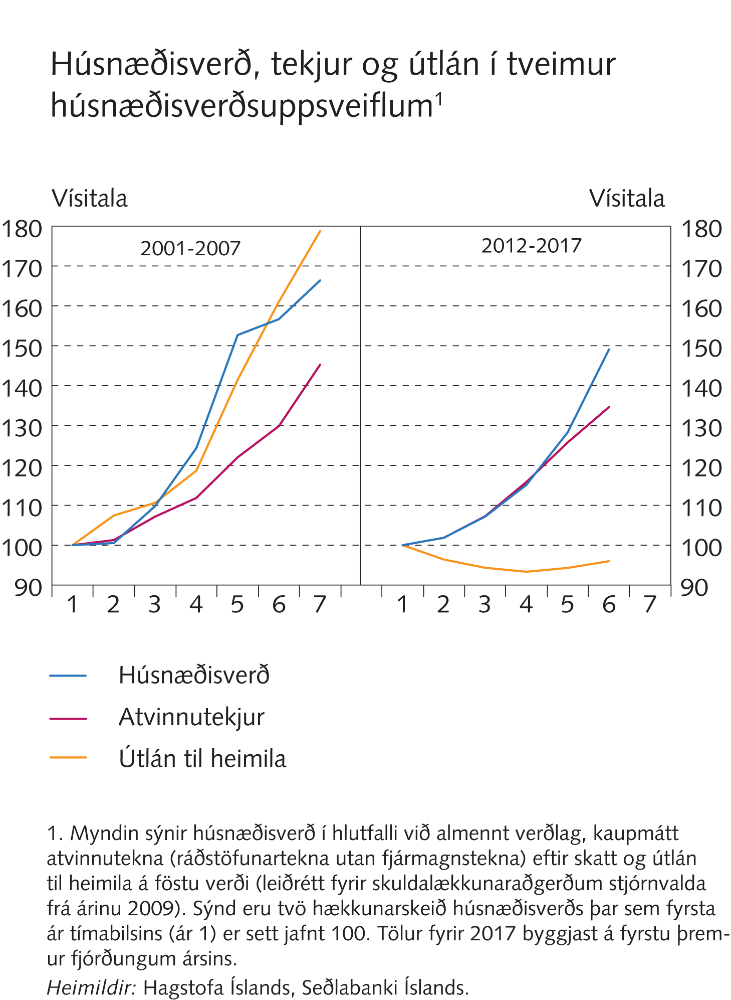 Húsnæðisverð, tekjur og útlán í tveimur
húsnæðisverðsuppsveiflum¹
Vísitala
Vísitala
180
170
160
150
140
130
120
110
100
90
2001-2007
2012-2017
180
170
160
150
140
130
120
110
100
90
1 2 3 4 5 6 7
1 2 3 4 5 6 7
Húsnæðisverð
Atvinnutekjur
Útlán til heimila
1. Myndin sýnir húsnæðisverð í hlutfalli við almennt verðlag, kaupmátt
atvinnutekna (ráðstöfunartekna utan fjármagnstekna) eftir skatt og útlán
til heimila á föstu verði (leiðrétt fyrir skuldalækkunaraðgerðum stjórnvalda
frá árinu 2009). Sýnd eru tvö hækkunarskeið húsnæðisverðs þar sem fyrsta
ár tímabilsins (ár 1) er sett jafnt 100. Tölur fyrir 2017 byggjast á fyrstu þrem-
ur fjórðungum ársins.
Heimildir: Hagstofa Íslands, Seðlabanki Íslands.